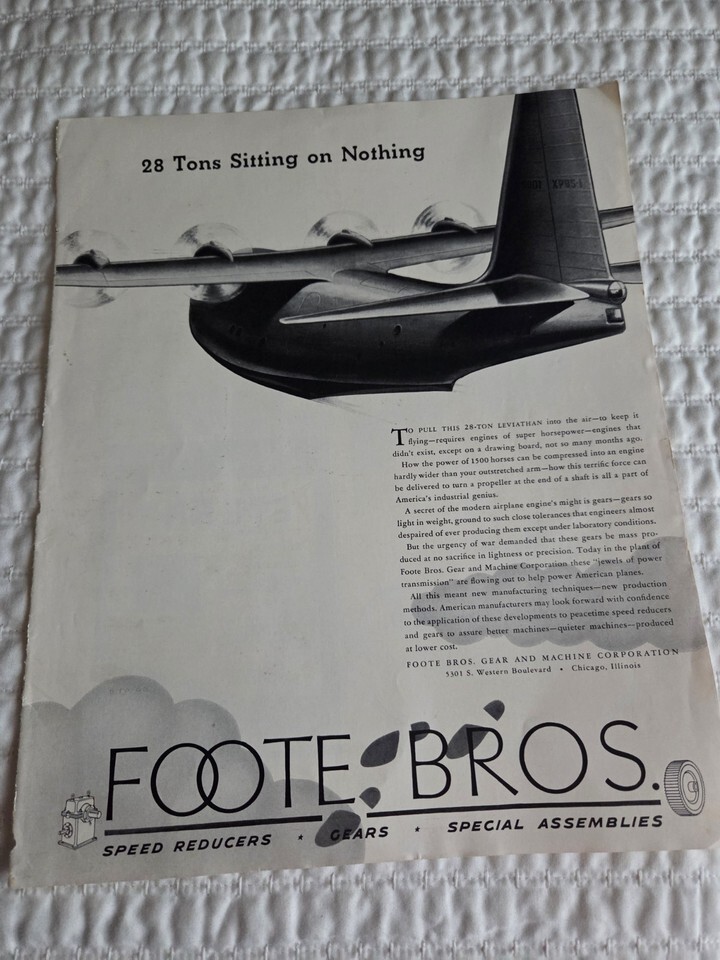 28 Tons Sitting on Nothing
XPBS-1
TO PULL THIS 28-TON LEVIATHAN into the air—to keep it
flying—requires engines of super horsepower—engines that
didn't exist, except on a drawing board, not so many months ago.
How the power of 1500 horses can be compressed into an engine
hardly wider than your outstretched arm—how this terrific force can
be delivered to turn a propeller at the end of a shaft is all a part of
America's industrial genius.
A secret of the modern airplane engine's might is gears—gears so
light in weight, ground to such close tolerances that engineers almost
despaired of ever producing them except under laboratory conditions.
But the urgency of war demanded that these gears be mass pro-
duced at no sacrifice in lightness or precision. Today in the plant of
Foote Bros. Gear and Machine Corporation these "jewels of power
transmission" are flowing out to help power American planes.
All this meant new manufacturing techniques—new production
methods. American manufacturers may look forward with confidence
to the application of these developments to peacetime speed reducers
and gears to assure better machines—quieter machines—produced
at lower cost.
FOOTE BROS. GEAR AND MACHINE CORPORATION
5301 S. Western Boulevard • Chicago, Illinois
FOOTE BROS.
SPEED REDUCERS ★ GEARS ★ SPECIAL ASSEMBLIES